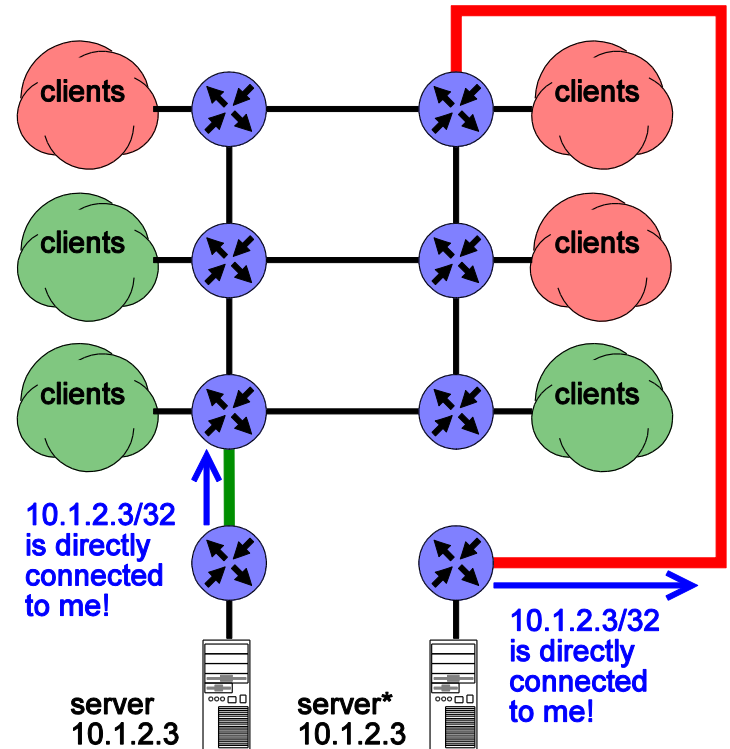 clients
clients
clients
clients
clients
clients
10.1.2.3/32
is directly
connected
to me!
10.1.2.3/32
is directly
connected
to me!
server
10.1.2.3
server*
10.1.2.3